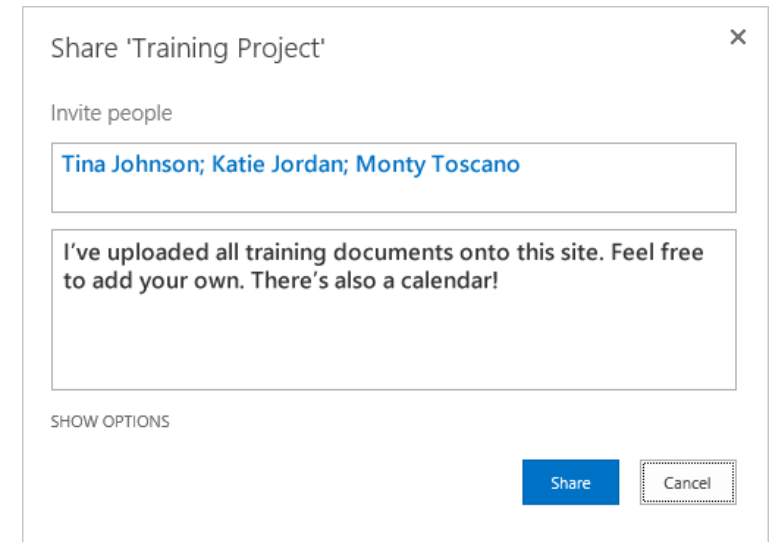 Share 'Training Project'
Invite people
Tina Johnson; Katie Jordan; Monty Toscano
I've uploaded all training documents onto this site. Feel free
to add your own. There's also a calendar!
SHOW OPTIONS
Share
Cancel